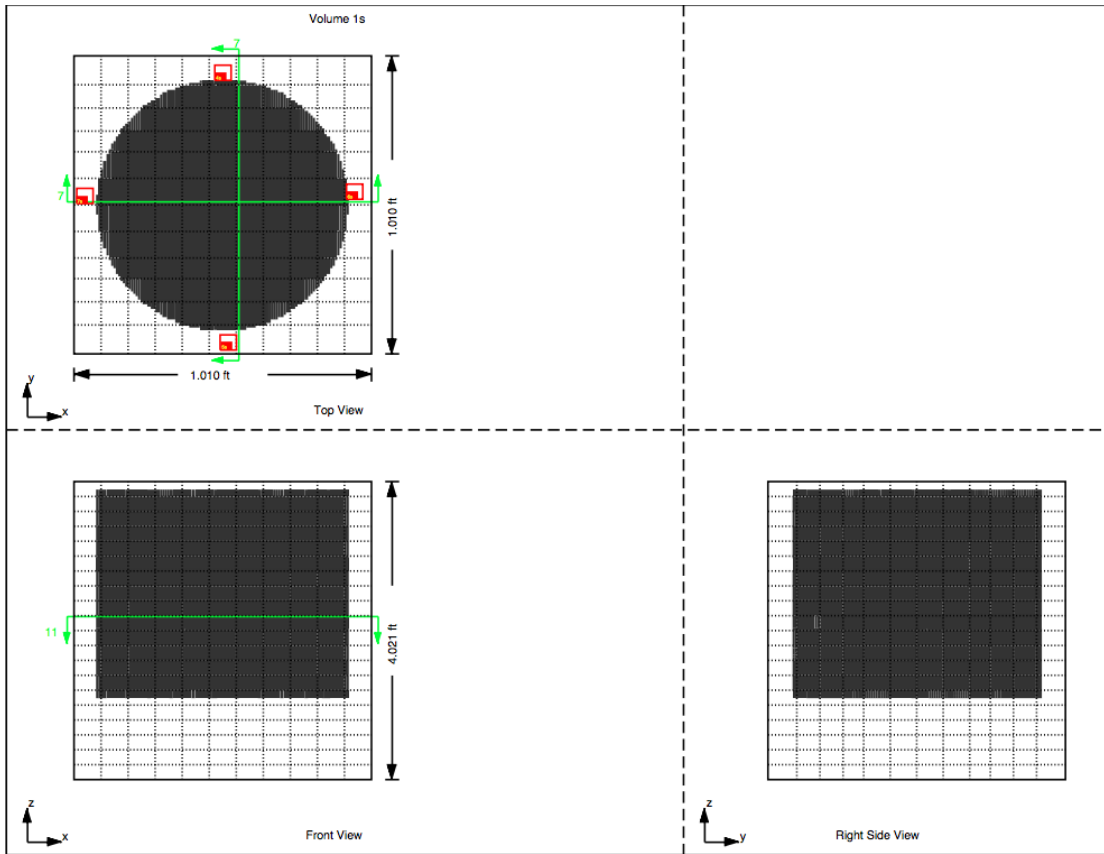 Volume 1s
7
7
1.010 ft
1.010 ft
y
x
Top View
11
4.021 ft
z
x
Front View
z
y
Right Side View